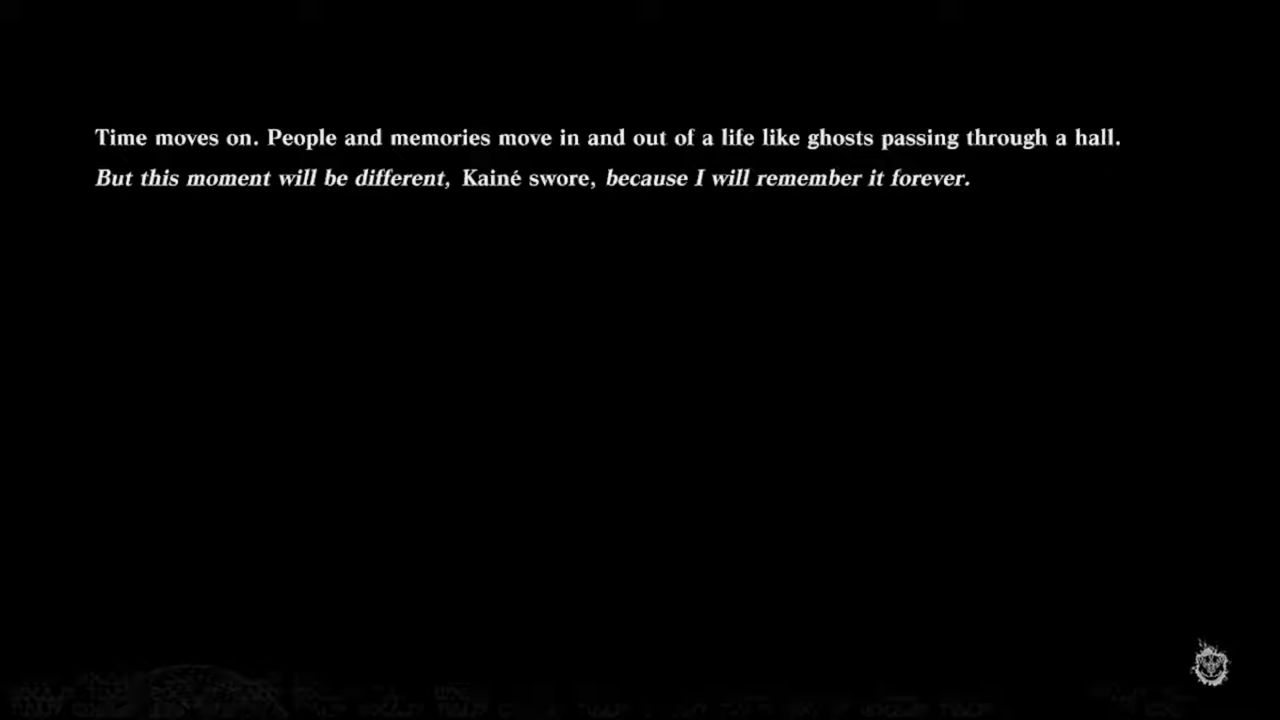 Time moves on. People and memories move in and out of a life like ghosts passing through a hall.
But this moment will be different, Kainé swore, because I will remember it forever.